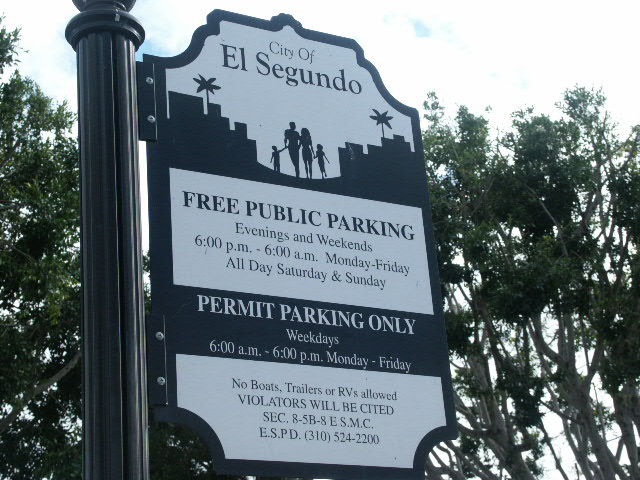 City Of
El Segundo
FREE PUBLIC PARKING
Evenings and Weekends
6:00 p.m. - 6:00 a.m. Monday-Friday
All Day Saturday & Sunday
PERMIT PARKING ONLY
Weekdays
6:00 a.m. - 6:00 p.m. Monday - Friday
No Boats, Trailers or RVs allowed
VIOLATORS WILL BE CITED
SEC. 8-5B-8 E S.M.C.
E.S.P.D. (310) 524-2200